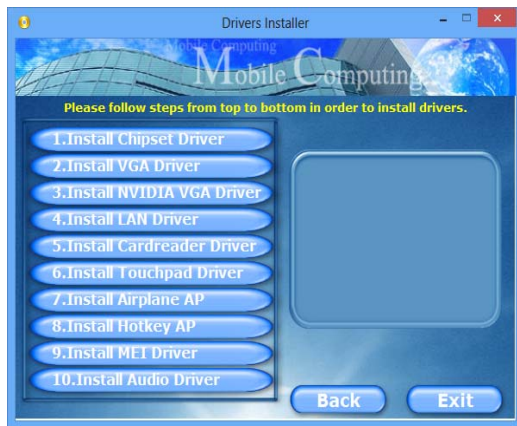 Drivers Installer
Mobile Computing
Mobile Computing
Please follow steps from top to bottom in order to install drivers.
1.Install Chipset Driver
2.Install VGA Driver
3.Install NVIDIA VGA Driver
4.Install LAN Driver
5.Install Cardreader Driver
6.Install Touchpad Driver
7.Install Airplane AP
8.Install Hotkey AP
9.Install MEI Driver
10.Install Audio Driver
Back
Exit